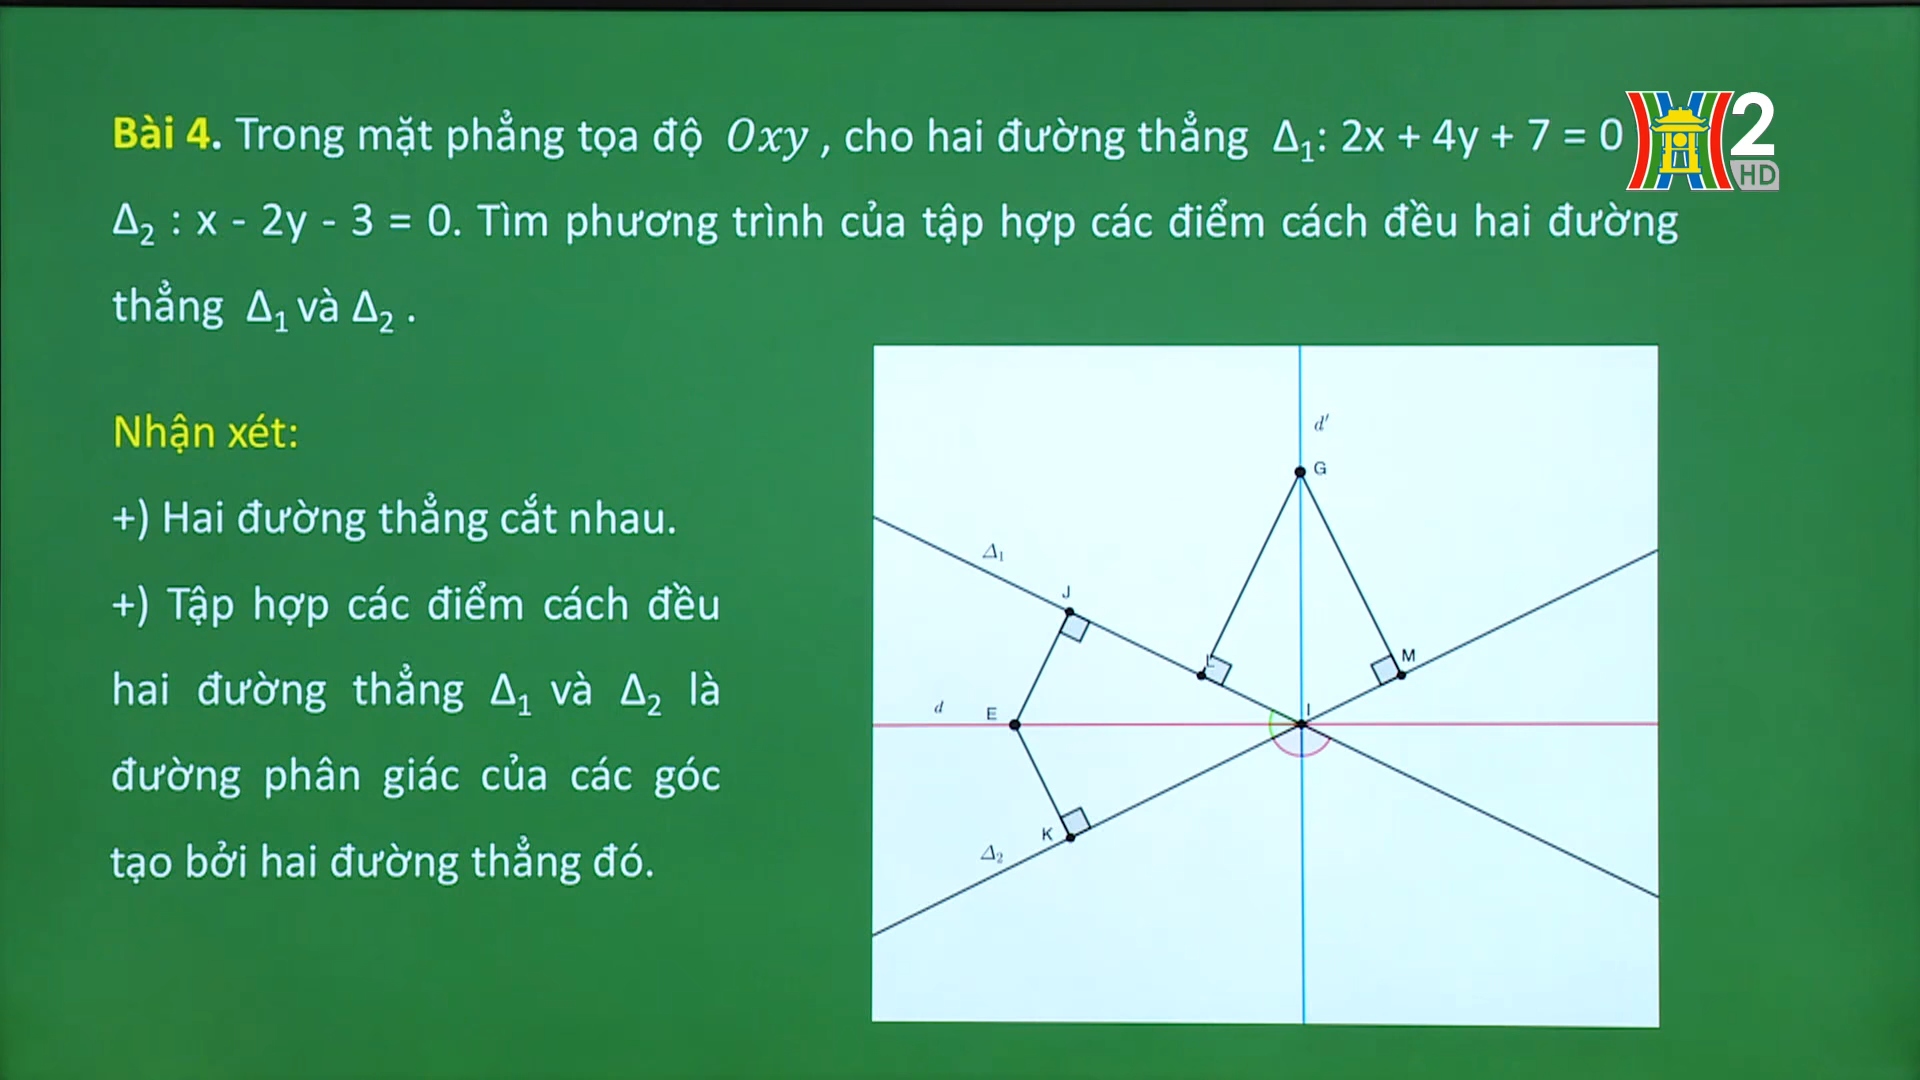 Bài 4. Trong mặt phẳng tọa độ Oxy , cho hai đường thẳng Δ₁: 2x + 4y + 7 = 0
Δ₂ : x - 2y - 3 = 0. Tìm phương trình của tập hợp các điểm cách đều hai đường
thẳng Δ₁ và Δ₂ .
H2
HD
Nhận xét:
+) Hai đường thẳng cắt nhau.
+) Tập hợp các điểm cách đều
hai đường thẳng Δ₁ và Δ₂ là
đường phân giác của các góc
tạo bởi hai đường thẳng đó.
d'
G
Δ₁
J
L
M
d
E
I
K
Δ₂